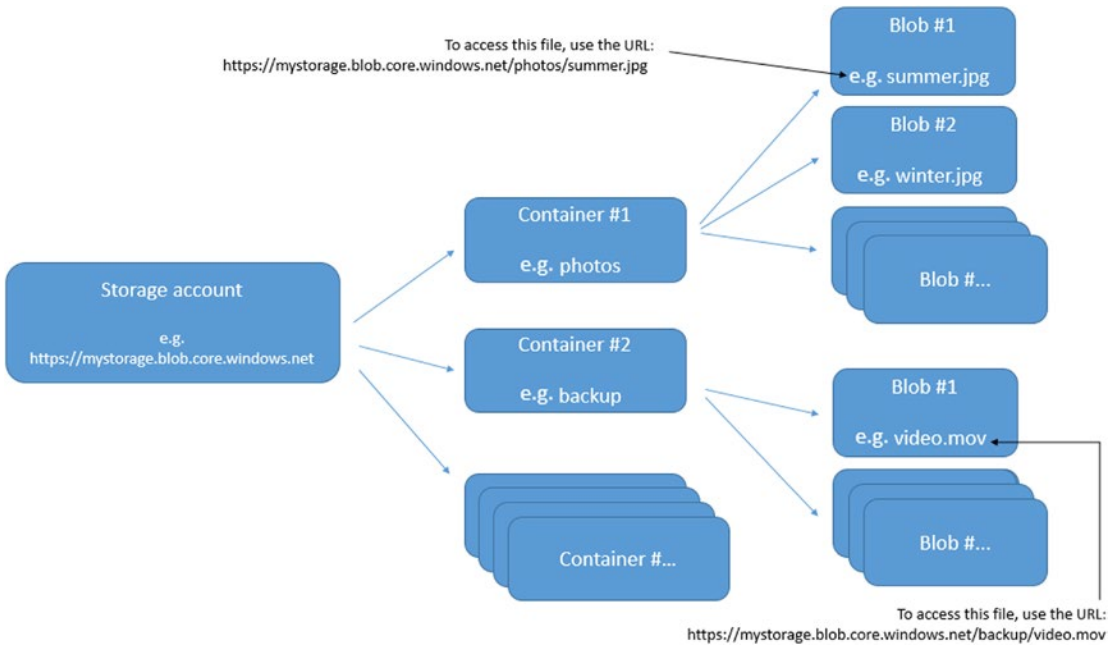 Blob #1
To access this file, use the URL:
https://mystorage.blob.core.windows.net/photos/summer.jpg
e.g. summer.jpg
Blob #2
e.g. winter.jpg
Container #1
e.g. photos
Blob #...
Storage account
e.g.
https://mystorage.blob.core.windows.net
Container #2
e.g. backup
Blob #1
e.g. video.mov
Container #...
Blob #...
To access this file, use the URL:
https://mystorage.blob.core.windows.net/backup/video.mov